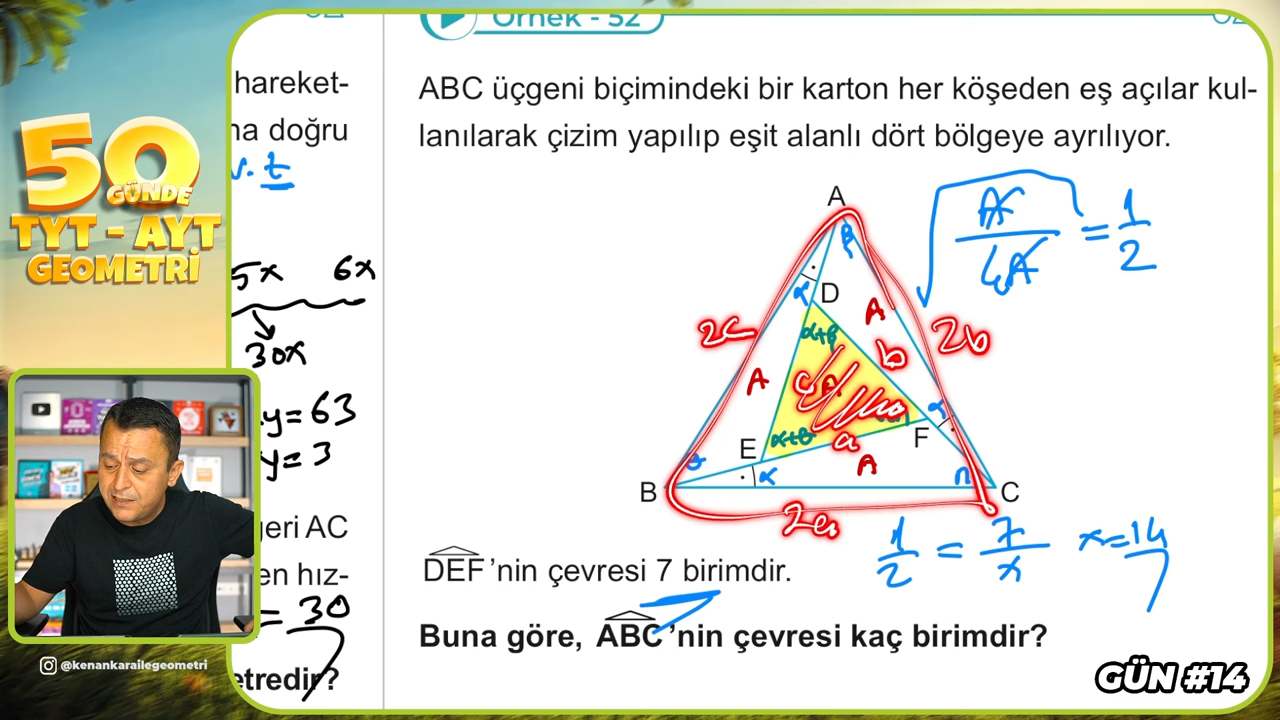 50
GÜNDE
TYT - AYT
GEOMETRİ
@kenankarailegeometri
hareket-
na doğru
v.t
5x 6x
30x
y=63
y=3
geri AC
en hız-
= 30
etredir?
Örnek - 52
ABC üçgeni biçimindeki bir karton her köşeden eş açılar kul-
lanılarak çizim yapılıp eşit alanlı dört bölgeye ayrılıyor.
A
β
D
α
α+β
A
b
2c
2b
A
c
A
α
F
E
α+θ
a
θ
α
A
B
C
2a
A/4A = 1/2
1/2 = 7/x x=14
DEF'nin çevresi 7 birimdir.
Buna göre, ABC'nin çevresi kaç birimdir?
GÜN #14